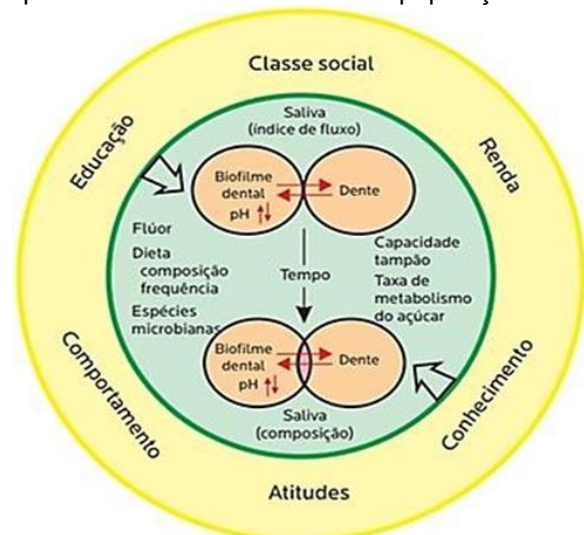 Classe social
Educação
Renda
Saliva
(índice de fluxo)
Biofilme
dental
pH
Dente
Flúor
Dieta
composição
frequência
Espécies
microbianas
Tempo
Capacidade
tampão
Taxa de
metabolismo
do açúcar
Biofilme
dental
pH
Dente
Saliva
(composição)
Comportamento
Conhecimento
Atitudes